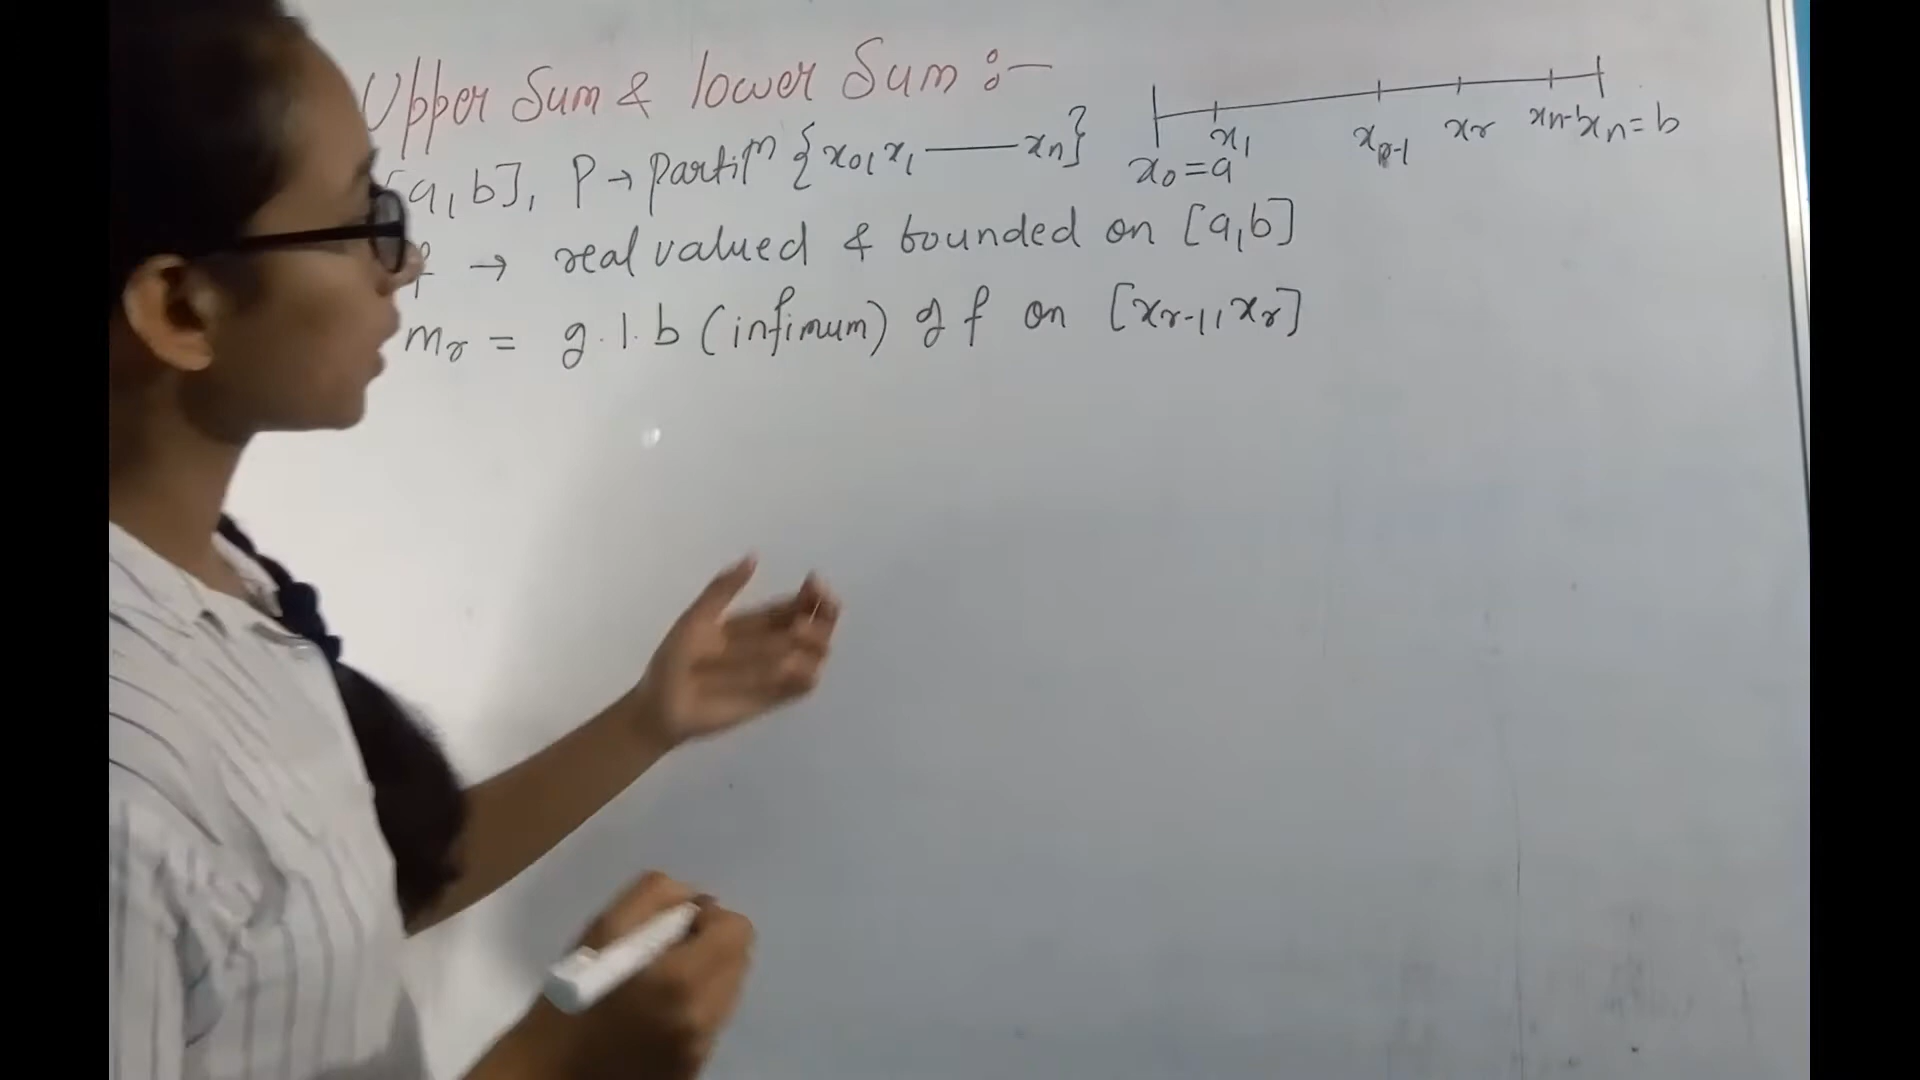 Upper Sum & lower Sum :-
[a, b], P → Partiⁿ {x₀, x₁ —— xₙ}
f → real valued & bounded on [a, b]
mᵣ = g.l.b (infimum) of f on [xᵣ₋₁, xᵣ]
x₀ = a x₁ xᵣ₋₁ xᵣ xₙ₋₁ xₙ = b